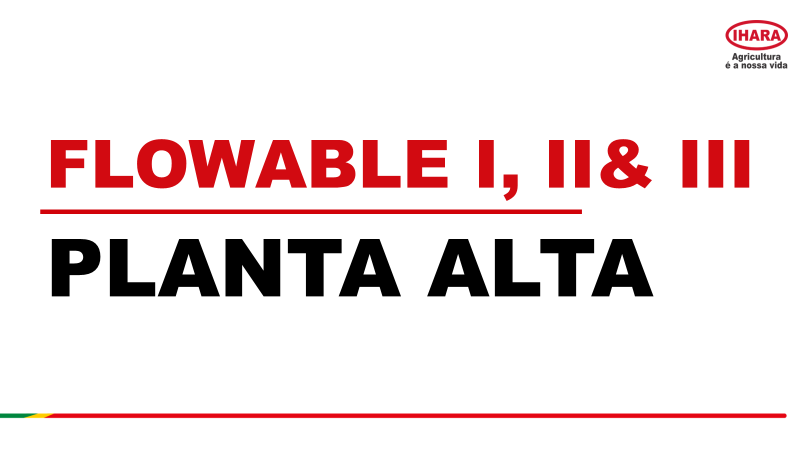 IHARA
Agricultura
é a nossa vida
FLOWABLE I, II& III
PLANTA ALTA